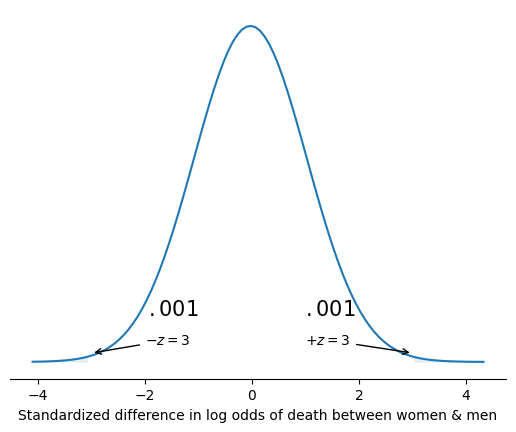 .001 .001
−z = 3 +z = 3
−4 −2 0 2 4
Standardized difference in log odds of death between women & men